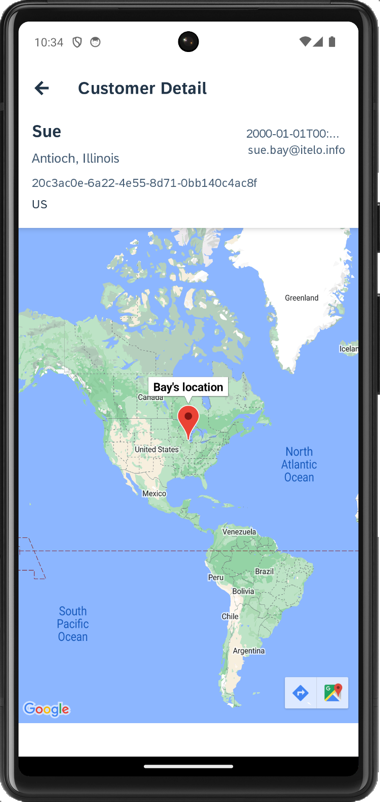 10:34
Customer Detail
Sue
2000-01-01T00:...
Antioch, Illinois
sue.bay@itelo.info
20c3ac0e-6a22-4e55-8d71-0bb140c4ac8f
US
Greenland
Icelan
Bay's location
Canada
United States
North
Atlantic
Ocean
Mexico
Venezuela
Brazil
Peru
Bolivia
South
Pacific
Ocean
Chile
Argentina
Google